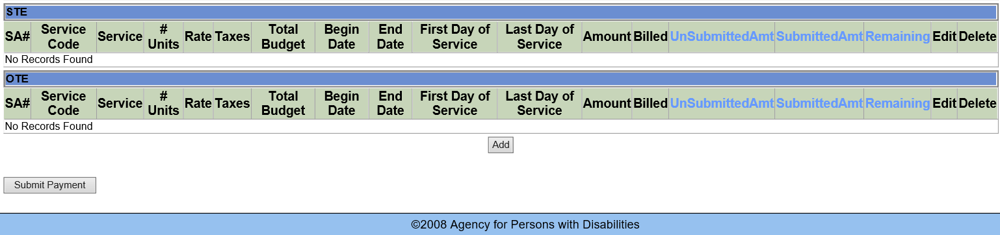 STE
SA# Service Code Service # Units Rate Taxes Total Budget Begin Date End Date First Day of Service Last Day of Service Amount Billed UnSubmittedAmt SubmittedAmt Remaining Edit Delete
No Records Found
OTE
SA# Service Code Service # Units Rate Taxes Total Budget Begin Date End Date First Day of Service Last Day of Service Amount Billed UnSubmittedAmt SubmittedAmt Remaining Edit Delete
No Records Found
Add
Submit Payment
©2008 Agency for Persons with Disabilities